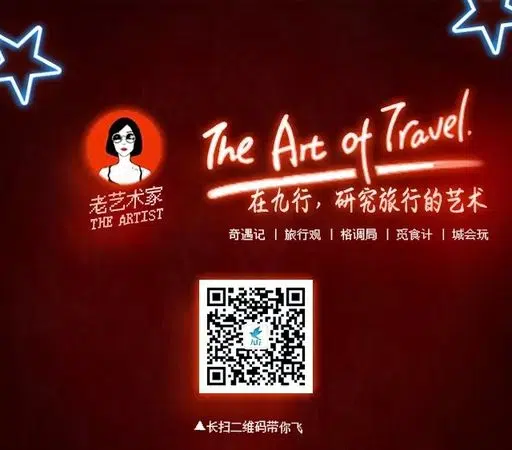 The Art of Travel.
老艺术家
THE ARTIST
在九行，研究旅行的艺术
奇遇记 | 旅行观 | 格调局 | 觅食计 | 城会玩
▲长扫二维码带你飞